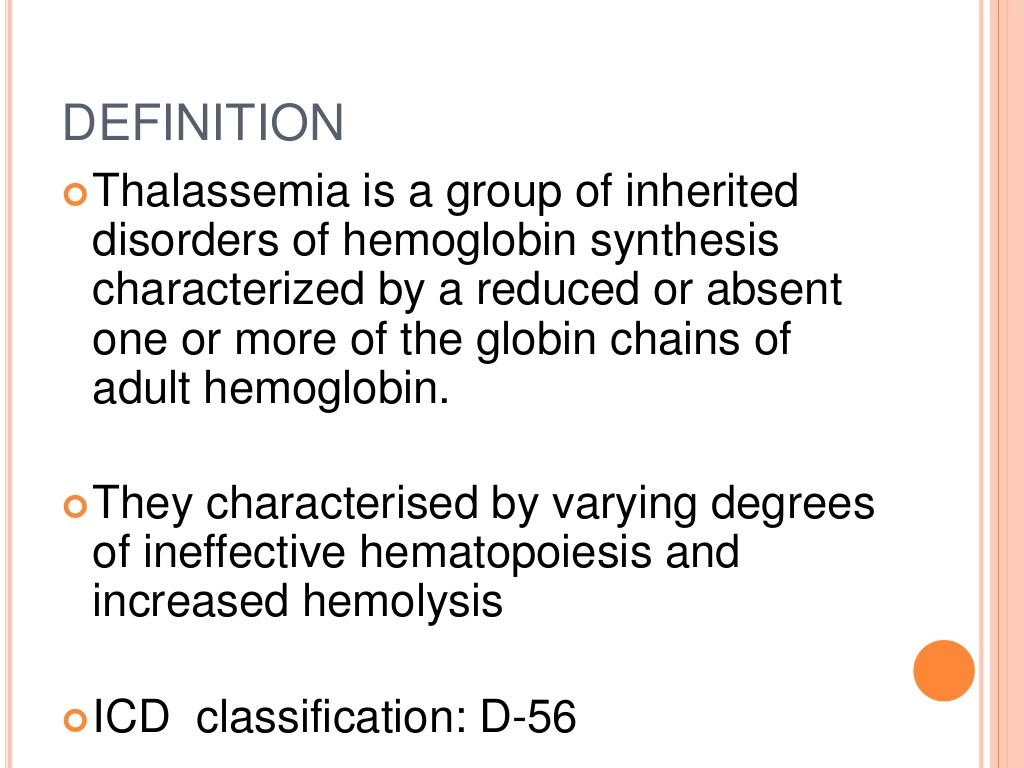 DEFINITION
Thalassemia is a group of inherited
disorders of hemoglobin synthesis
characterized by a reduced or absent
one or more of the globin chains of
adult hemoglobin.
They characterised by varying degrees
of ineffective hematopoiesis and
increased hemolysis
ICD  classification: D-56